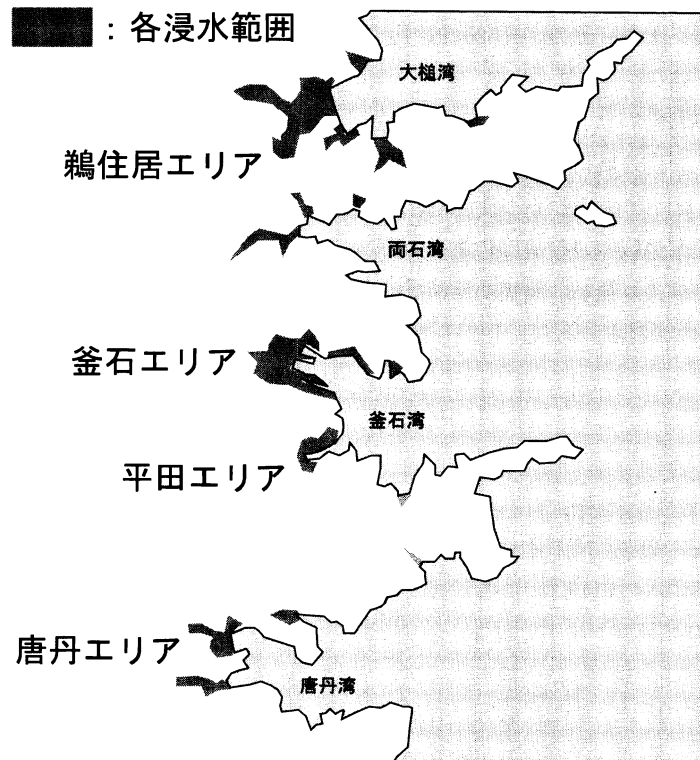 ：各浸水範囲
大槌湾
鵜住居エリア
両石湾
釜石エリア
釜石湾
平田エリア
唐丹エリア
唐丹湾